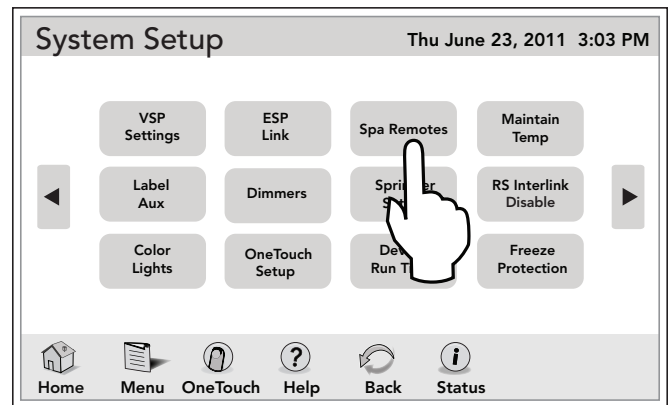 System Setup
Thu June 23, 2011 3:03 PM
VSP
Settings
ESP
Link
Spa Remotes
Maintain
Temp
Label
Aux
Dimmers
RS Interlink
Disable
Color
Lights
OneTouch
Setup
Run
Freeze
Protection
Home
Menu
OneTouch
Help
Back
Status